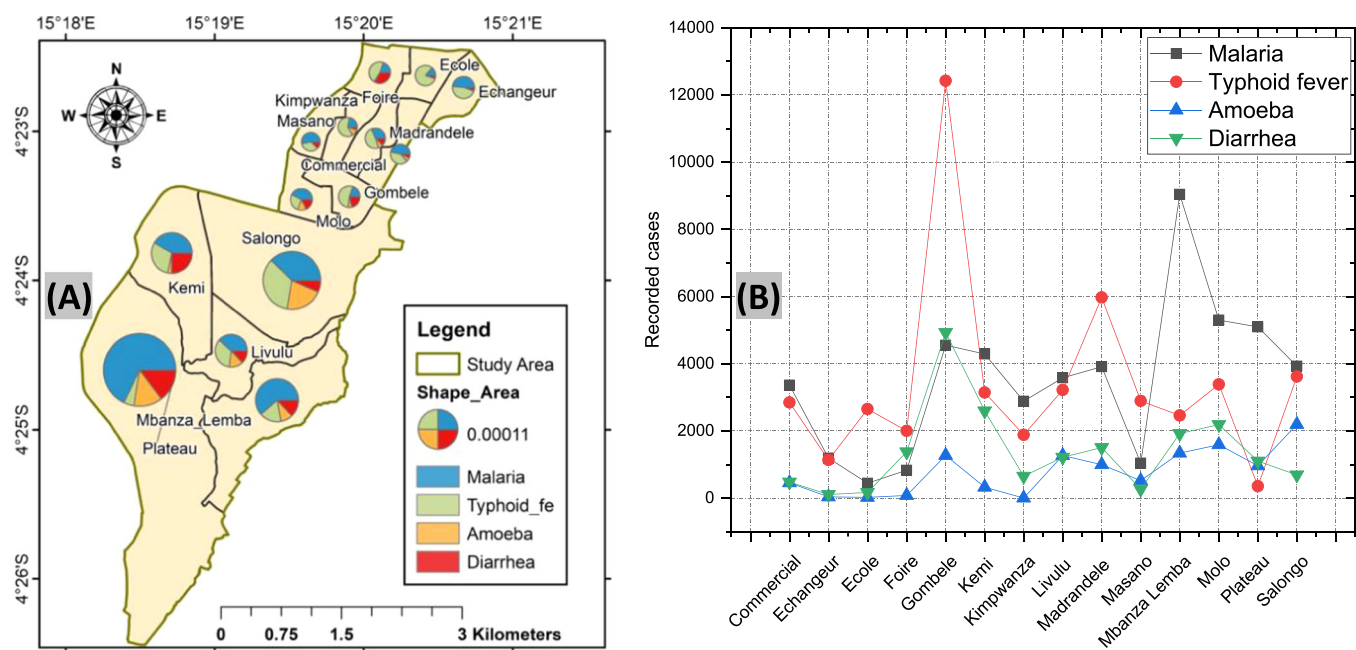 15°18'E 15°19'E 15°20'E 15°21'E
4°23'S
4°24'S
4°25'S
4°26'S
N
W E
S
Ecole
Echangeur
Kimpwanza Foire
Masano Madrandele
Commercial
Gombele
Molo
Salongo
(A)
Kemi
Livulu
Mbanza_Lemba
Plateau
Legend
Study Area
Shape_Area
0.00011
Malaria
Typhoid_fe
Amoeba
Diarrhea
0 0.75 1.5 3 Kilometers
14000
12000
10000
8000
6000
4000
2000
0
Recorded cases
(B)
Malaria
Typhoid fever
Amoeba
Diarrhea
Commercial
Echangeur
Ecole
Foire
Gombele
Kemi
Kimpwanza
Livulu
Madrandele
Masano
Mbanza Lemba
Molo
Plateau
Salongo